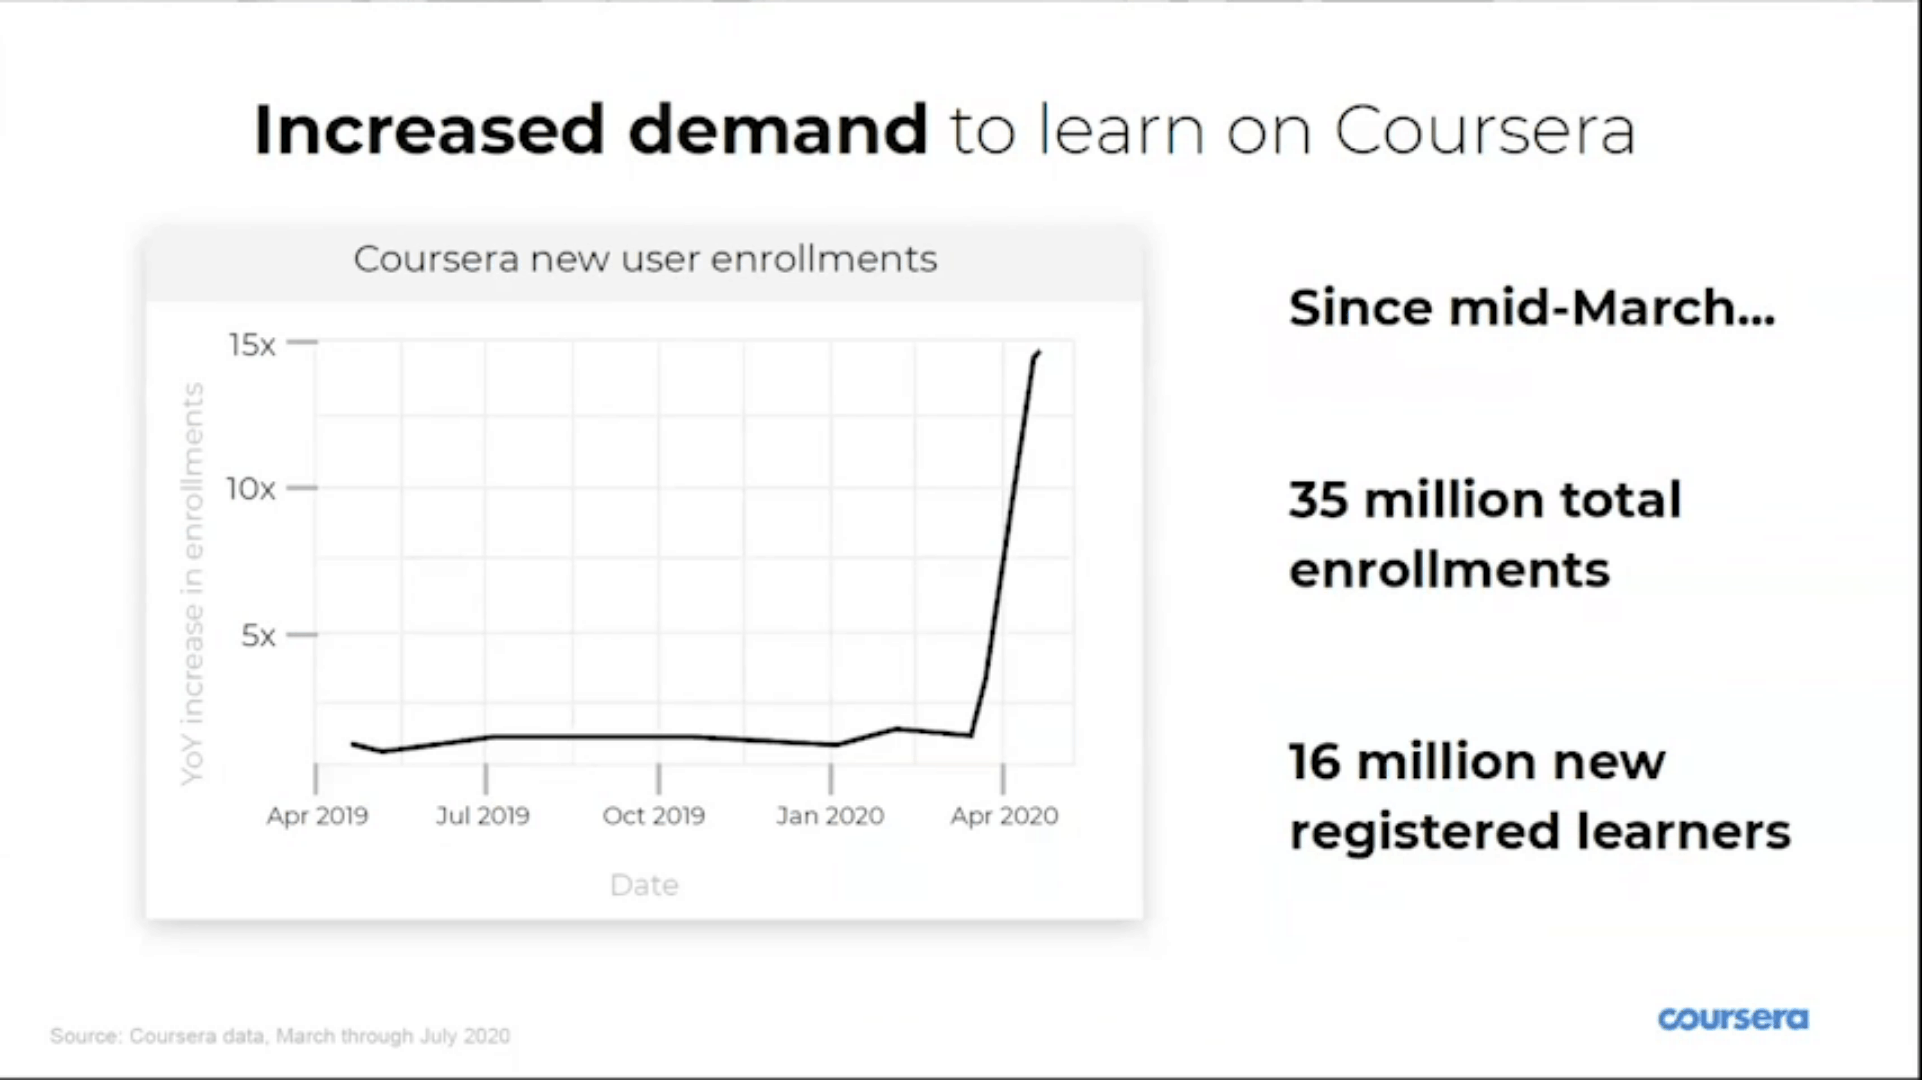 Increased demand to learn on Coursera
Coursera new user enrollments
15x
10x
5x
YoY increase in enrollments
Apr 2019
Jul 2019
Oct 2019
Jan 2020
Apr 2020
Date
Since mid-March...
35 million total
enrollments
16 million new
registered learners
Source: Coursera data, March through July 2020
coursera